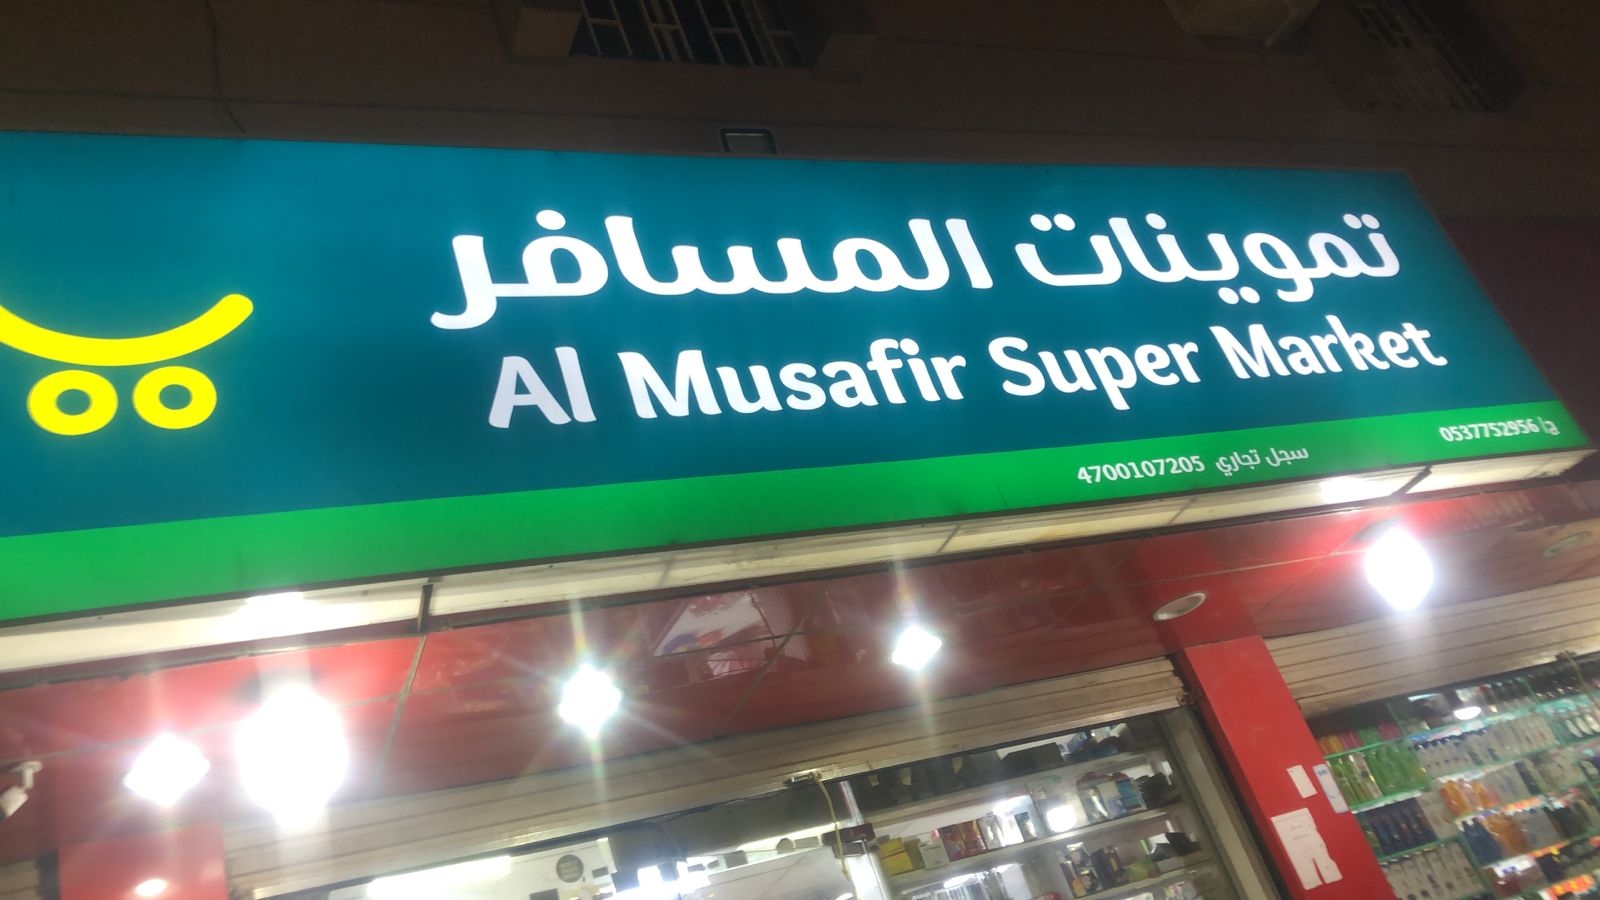 تموينات المسافر
Al Musafir Super Market
سجل تجاري 4700107205
0537752956